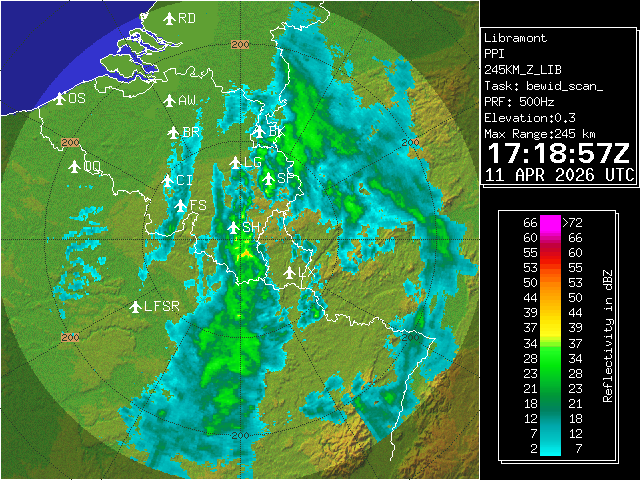 RD
200
OS
AW
BR
BK
200
200
QQ
LG
CI
SP
FS
SH
LX
LFSR
200
200
200
Libramont
PPI
245KM_Z_LIB
Task: bewid_scan_
PRF: 500Hz
Elevation:0.3
Max Range:245 km
17:18:57Z
11 APR 2026 UTC
66 >72
60 66
55 60
53 55
50 53
44 50
39 44
37 39
34 37
28 34
23 28
21 23
18 21
12 18
7 12
2 7
Reflectivity in dBZ